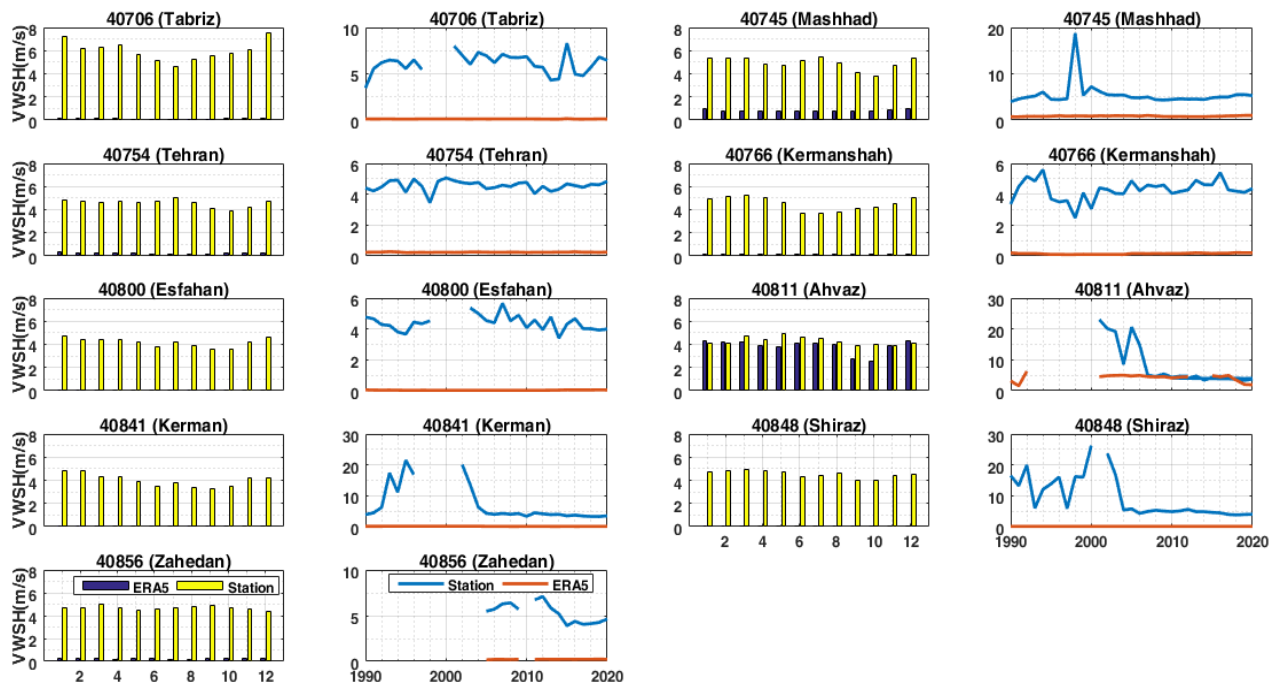 40706 (Tabriz)
40706 (Tabriz)
40745 (Mashhad)
40745 (Mashhad)
VWSH(m/s)
8
6
4
2
0
10
5
0
8
6
4
2
0
20
10
0
40754 (Tehran)
40754 (Tehran)
40766 (Kermanshah)
40766 (Kermanshah)
VWSH(m/s)
8
6
4
2
0
6
4
2
0
8
6
4
2
0
6
4
2
0
40800 (Esfahan)
40800 (Esfahan)
40811 (Ahvaz)
40811 (Ahvaz)
VWSH(m/s)
8
6
4
2
0
6
4
2
0
8
6
4
2
0
30
20
10
0
40841 (Kerman)
40841 (Kerman)
40848 (Shiraz)
40848 (Shiraz)
VWSH(m/s)
8
6
4
2
0
30
20
10
0
8
6
4
2
0
2 4 6 8 10 12
30
20
10
0
1990 2000 2010 2020
40856 (Zahedan)
40856 (Zahedan)
VWSH(m/s)
8
6
4
2
0
ERA5 Station
2 4 6 8 10 12
10
5
0
Station ERA5
1990 2000 2010 2020